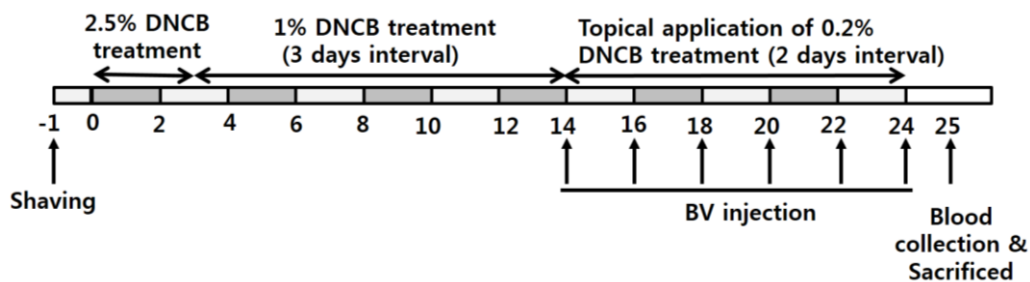 2.5% DNCB
treatment
1% DNCB treatment
(3 days interval)
Topical application of 0.2%
DNCB treatment (2 days interval)
-1 0 2 4 6 8 10 12 14 16 18 20 22 24 25
Shaving
BV injection
Blood
collection &
Sacrificed